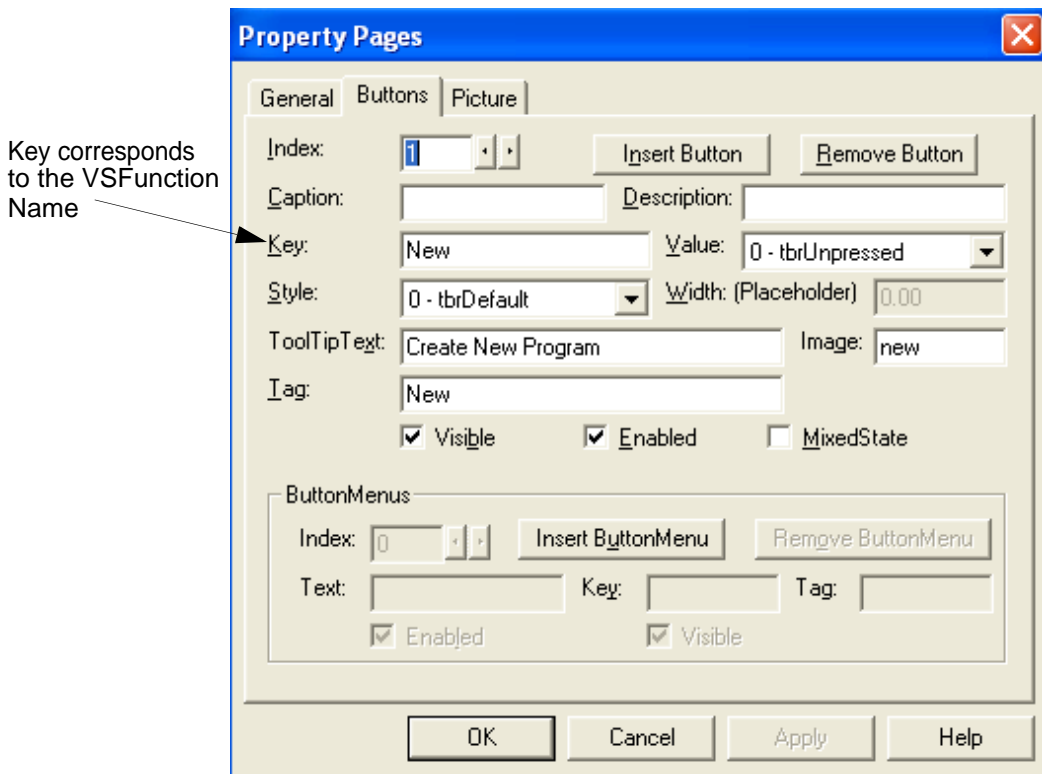 Property Pages
General Buttons Picture
Index: 1 Insert Button Remove Button
Caption: Description:
Key: New Value: 0 - tbrUnpressed
Style: 0 - tbrDefault Width: (Placeholder) 0.00
ToolTipText: Create New Program Image: new
Tag: New
Visible Enabled MixedState
ButtonMenus
Index: 0 Insert ButtonMenu Remove ButtonMenu
Text: Key: Tag:
Enabled Visible
OK Cancel Apply Help
Key corresponds
to the VSFunction
Name